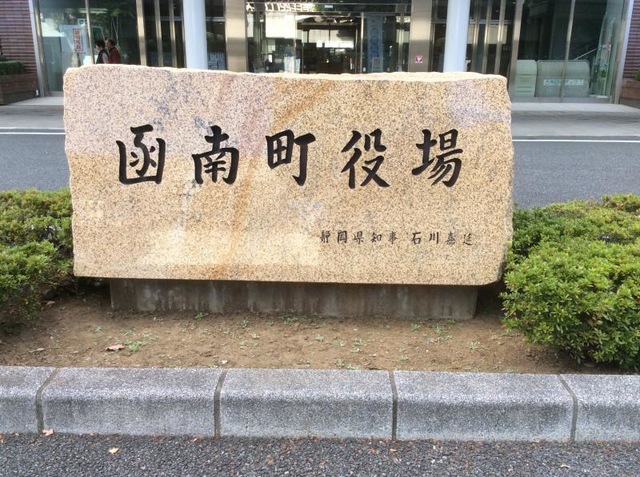 函南町役場
静岡県知事 石川嘉延